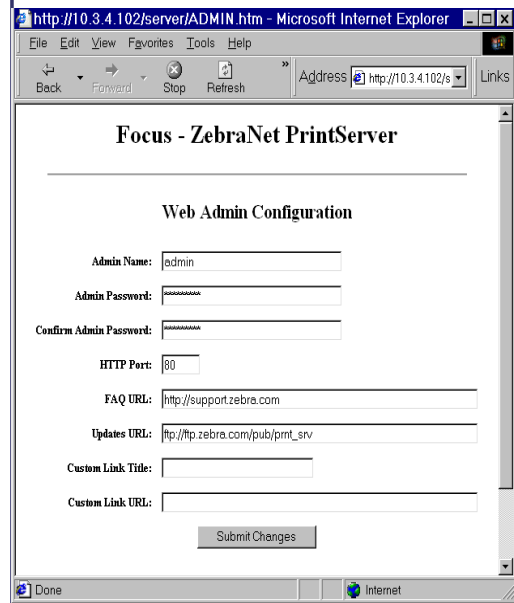 http://10.3.4.102/server/ADMIN.htm - Microsoft Internet Explorer
File Edit View Favorites Tools Help
Back Forward Stop Refresh » Address http://10.3.4.102/s Links
Focus - ZebraNet PrintServer
Web Admin Configuration
Admin Name: admin
Admin Password: *********
Confirm Admin Password: *********
HTTP Port: 80
FAQ URL: http://support.zebra.com
Updates URL: ftp://ftp.zebra.com/pub/prnt_srv
Custom Link Title:
Custom Link URL:
Submit Changes
Done Internet